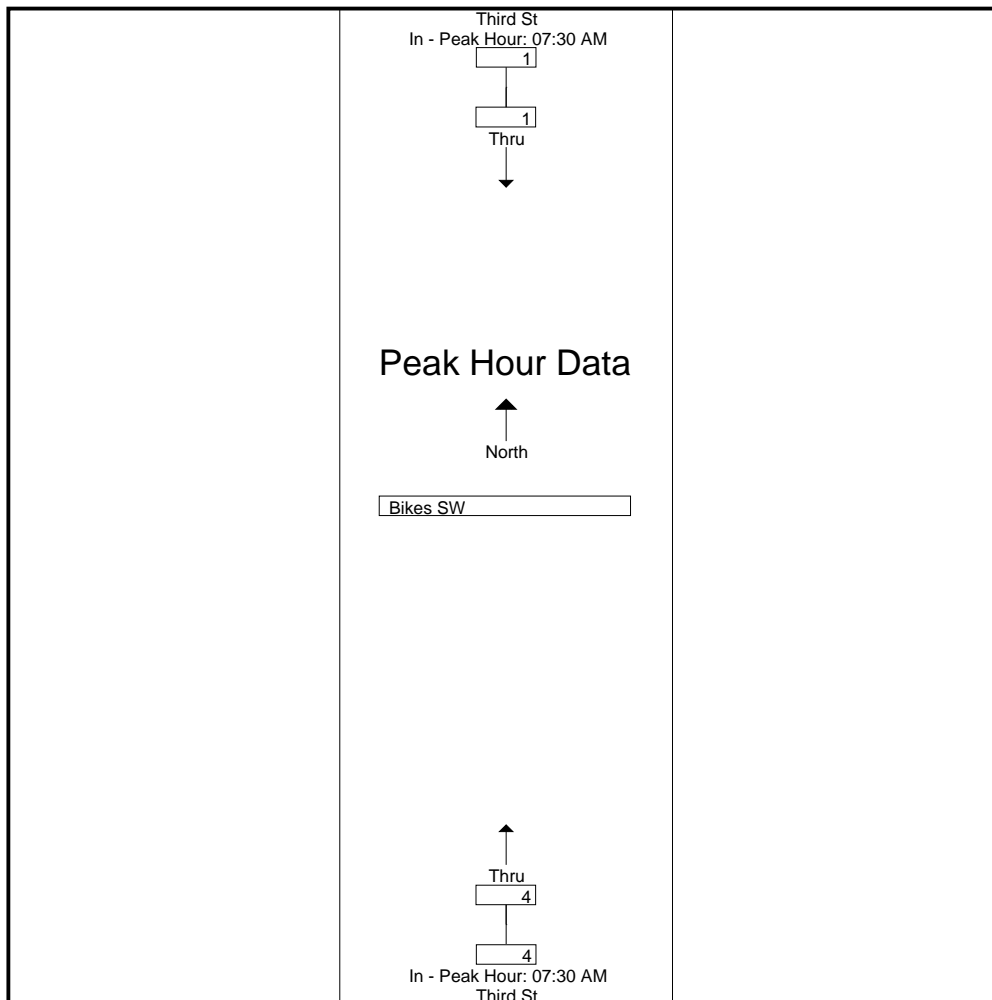 Third St
In - Peak Hour: 07:30 AM
1
1
Thru
Peak Hour Data
North
Bikes SW
Thru
4
4
In - Peak Hour: 07:30 AM
Third St